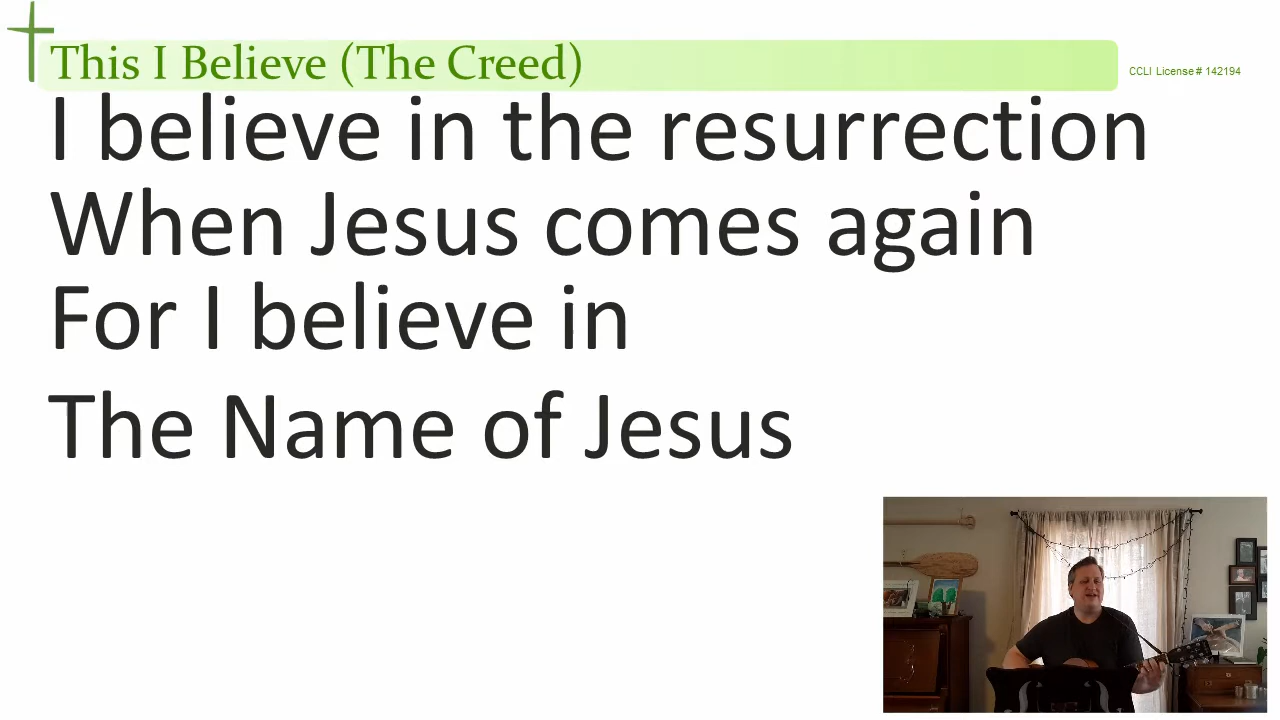 This I Believe (The Creed)
CCLI License# 142194
I believe in the resurrection
When Jesus comes again
For I believe in
The Name of Jesus